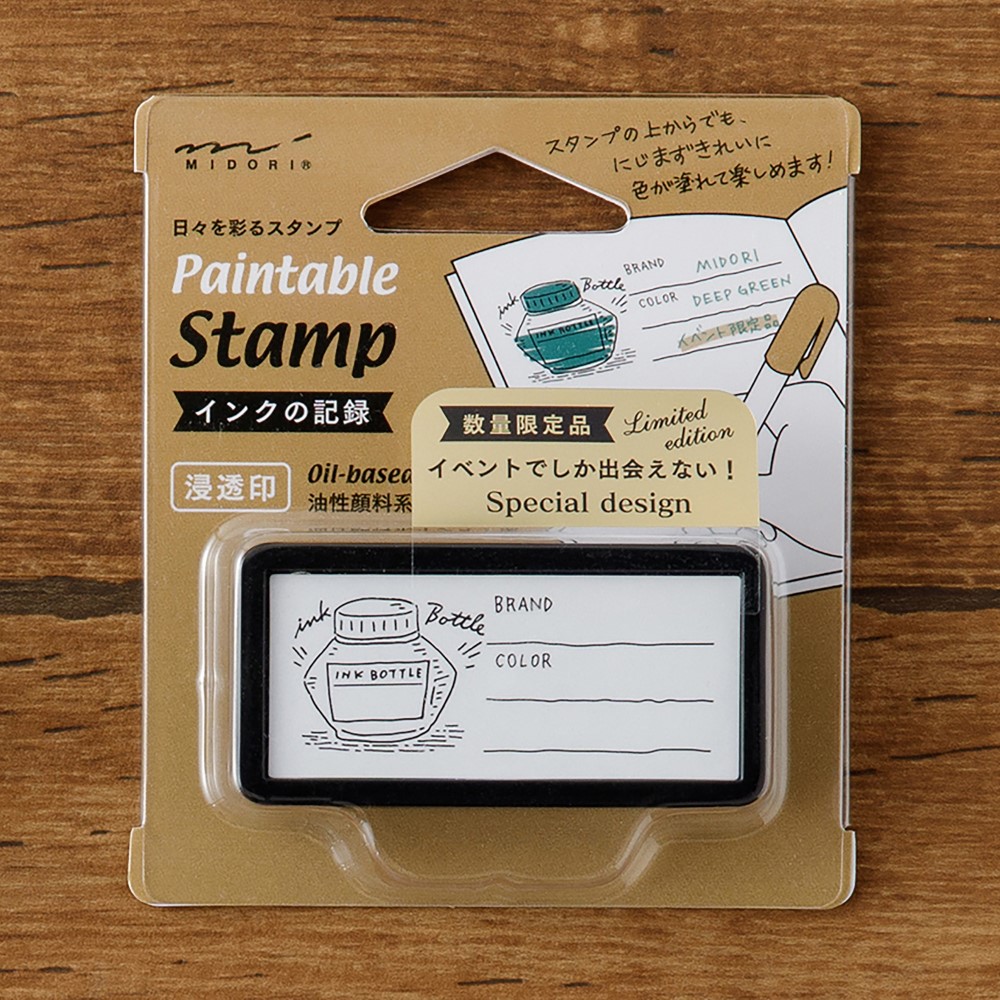 MIDORI®
スタンプの上からでも、
にじまずきれいに
色が塗れて楽しめます!
日々を彩るスタンプ
Paintable
Stamp
インクの記録
浸透印
Oil-based
油性顔料系
ink Bottle
INK BOTTLE
BRAND MIDORI
COLOR DEEP GREEN
イベント限定品
数量限定品
Limited
edition
イベントでしか出会えない!
Special design
ink Bottle
INK BOTTLE
BRAND
COLOR